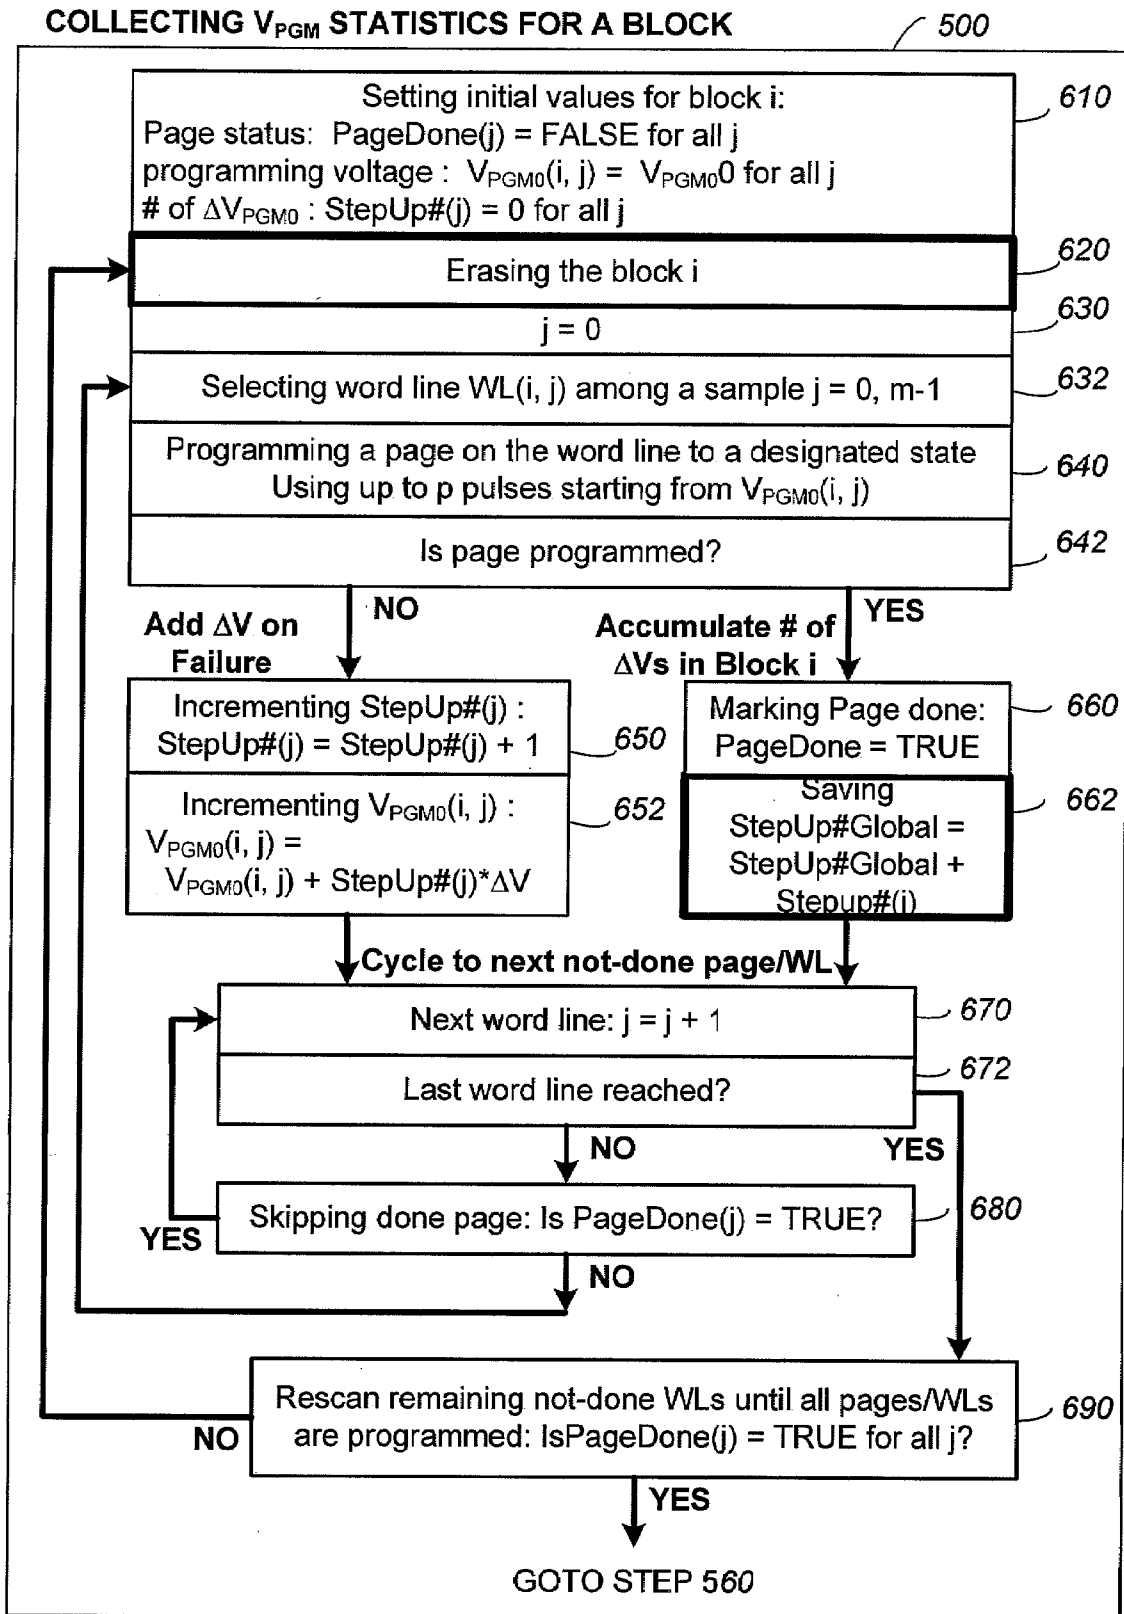 COLLECTING VPGM STATISTICS FOR A BLOCK
500
Setting initial values for block i:
Page status: PageDone(j) = FALSE for all j
programming voltage : VPGM0(i, j) = VPGM00 for all j
# of ΔVPGM0 : StepUp#(j) = 0 for all j
610
Erasing the block i
620
j = 0
630
Selecting word line WL(i, j) among a sample j = 0, m-1
632
Programming a page on the word line to a designated state
Using up to p pulses starting from VPGM0(i, j)
640
Is page programmed?
642
NO
YES
Add ΔV on
Failure
Accumulate # of
ΔVs in Block i
Incrementing StepUp#(j) :
StepUp#(j) = StepUp#(j) + 1
650
Incrementing VPGM0(i, j) :
VPGM0(i, j) =
VPGM0(i, j) + StepUp#(j)*ΔV
652
Marking Page done:
PageDone = TRUE
660
Saving
StepUp#Global =
StepUp#Global +
Stepup#(i)
662
Cycle to next not-done page/WL
Next word line: j = j + 1
670
Last word line reached?
672
NO
YES
Skipping done page: Is PageDone(j) = TRUE?
680
YES
NO
Rescan remaining not-done WLs until all pages/WLs
are programmed: IsPageDone(j) = TRUE for all j?
690
NO
YES
GOTO STEP 560